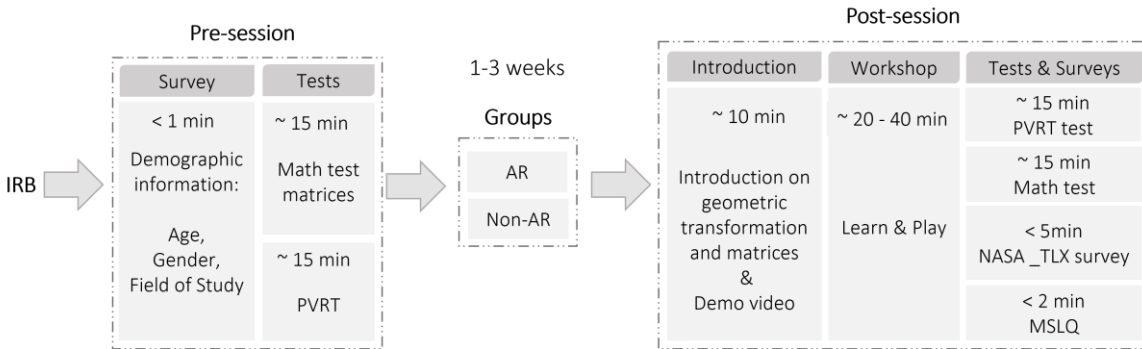 IRB
Pre-session
Survey
< 1 min
Demographic
information:
Age,
Gender,
Field of Study
Tests
~ 15 min
Math test
matrices
~ 15 min
PVRT
1-3 weeks
Groups
AR
Non-AR
Post-session
Introduction
~ 10 min
Introduction on
geometric
transformation
and matrices
&
Demo video
Workshop
~ 20 - 40 min
Learn & Play
Tests & Surveys
~ 15 min
PVRT test
~ 15 min
Math test
< 5min
NASA _TLX survey
< 2 min
MSLQ